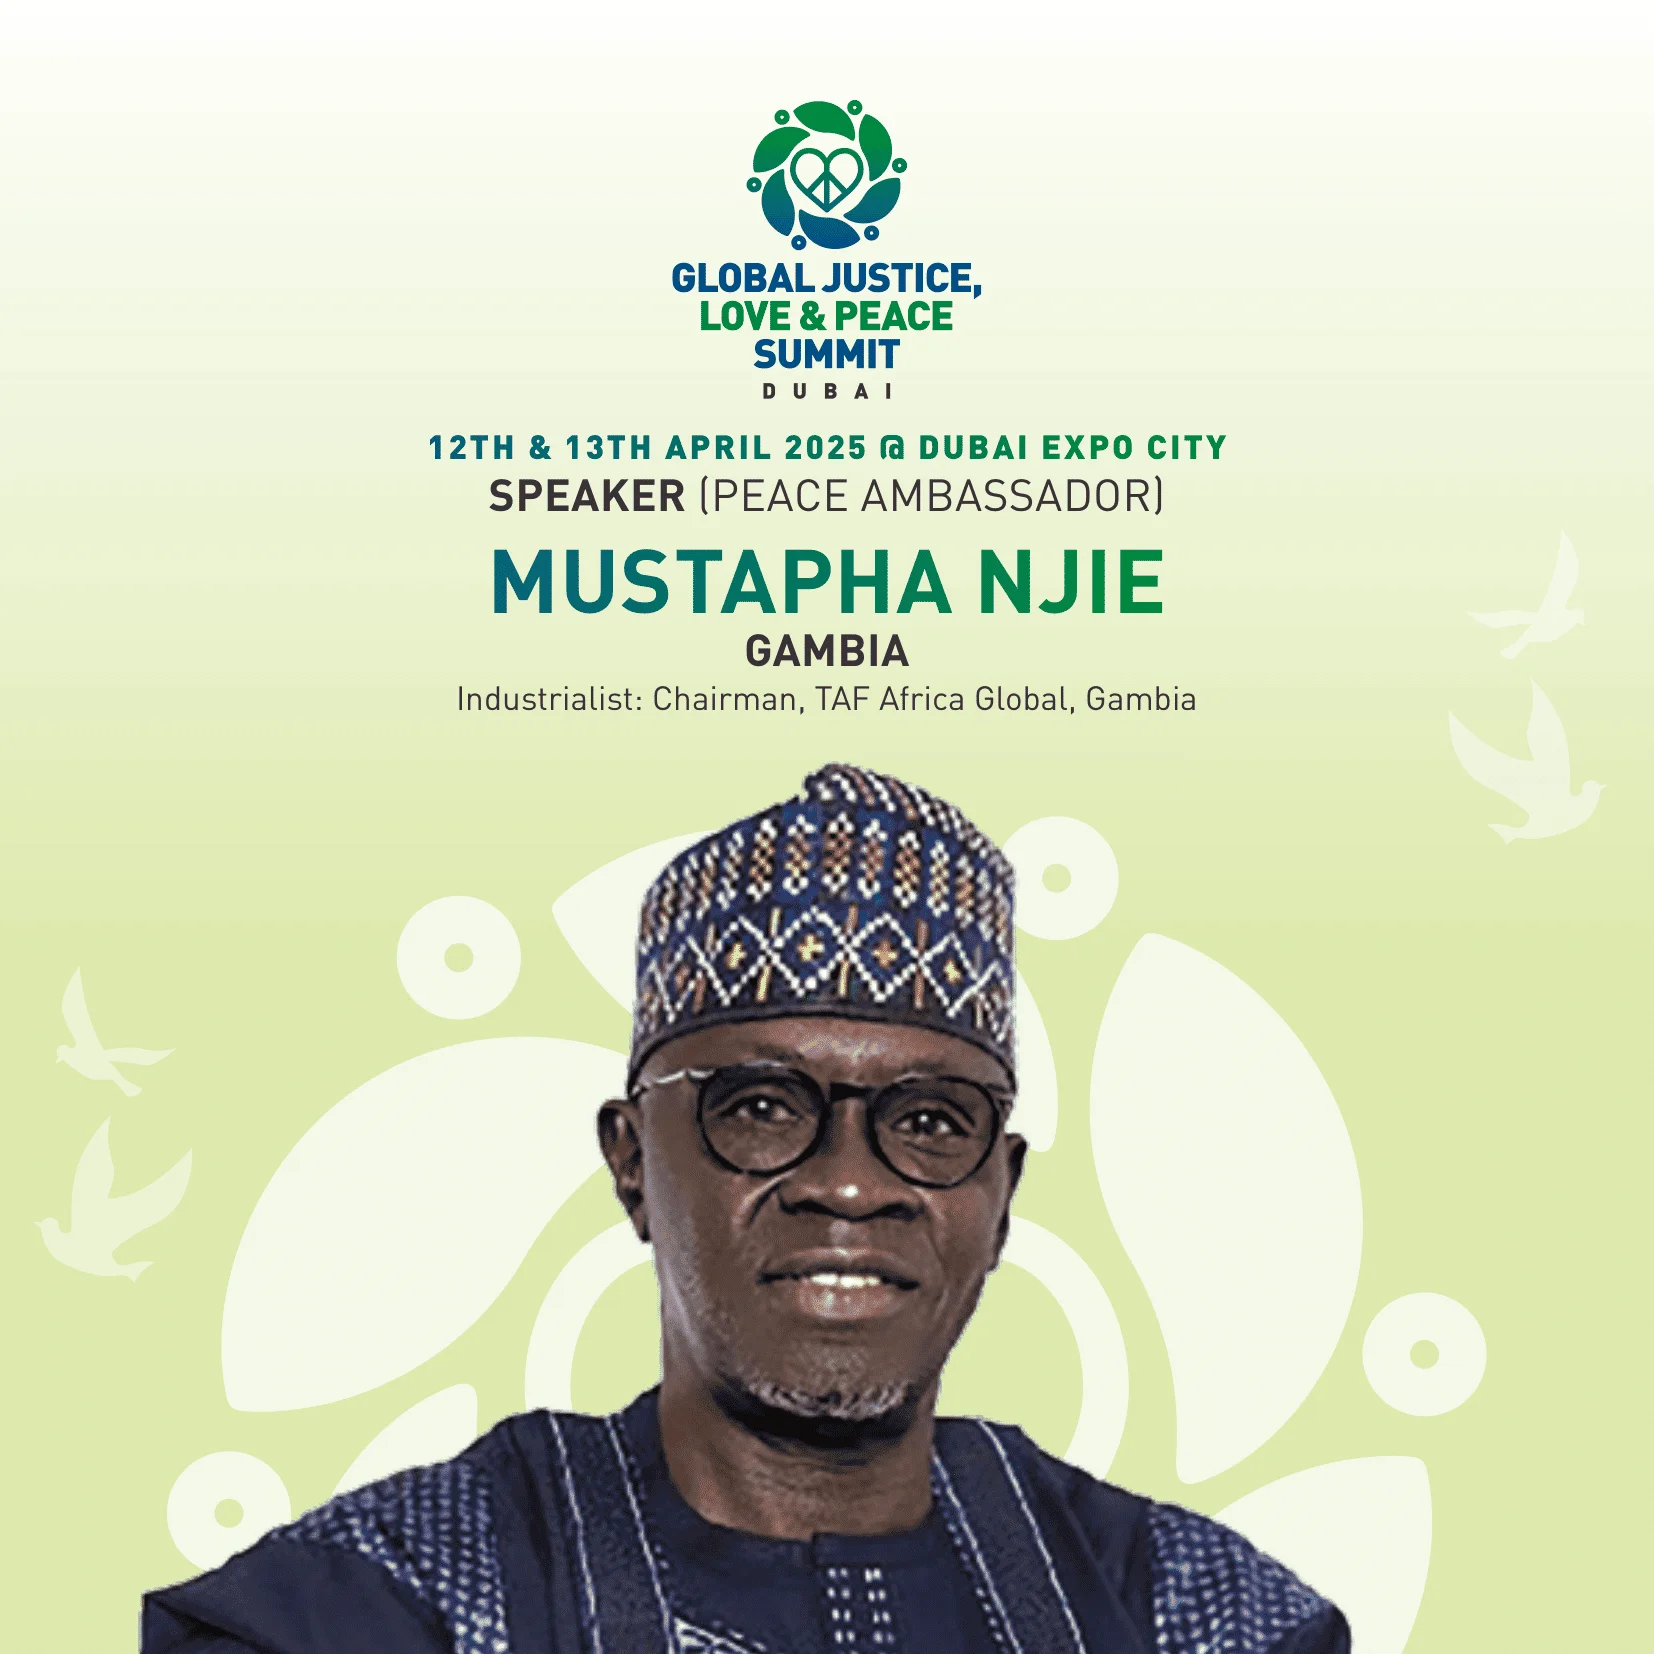 GLOBAL JUSTICE,
LOVE & PEACE
SUMMIT
DUBAI
12TH & 13TH APRIL 2025 @ DUBAI EXPO CITY
SPEAKER (PEACE AMBASSADOR)
MUSTAPHA NJIE
GAMBIA
Industrialist: Chairman, TAF Africa Global, Gambia